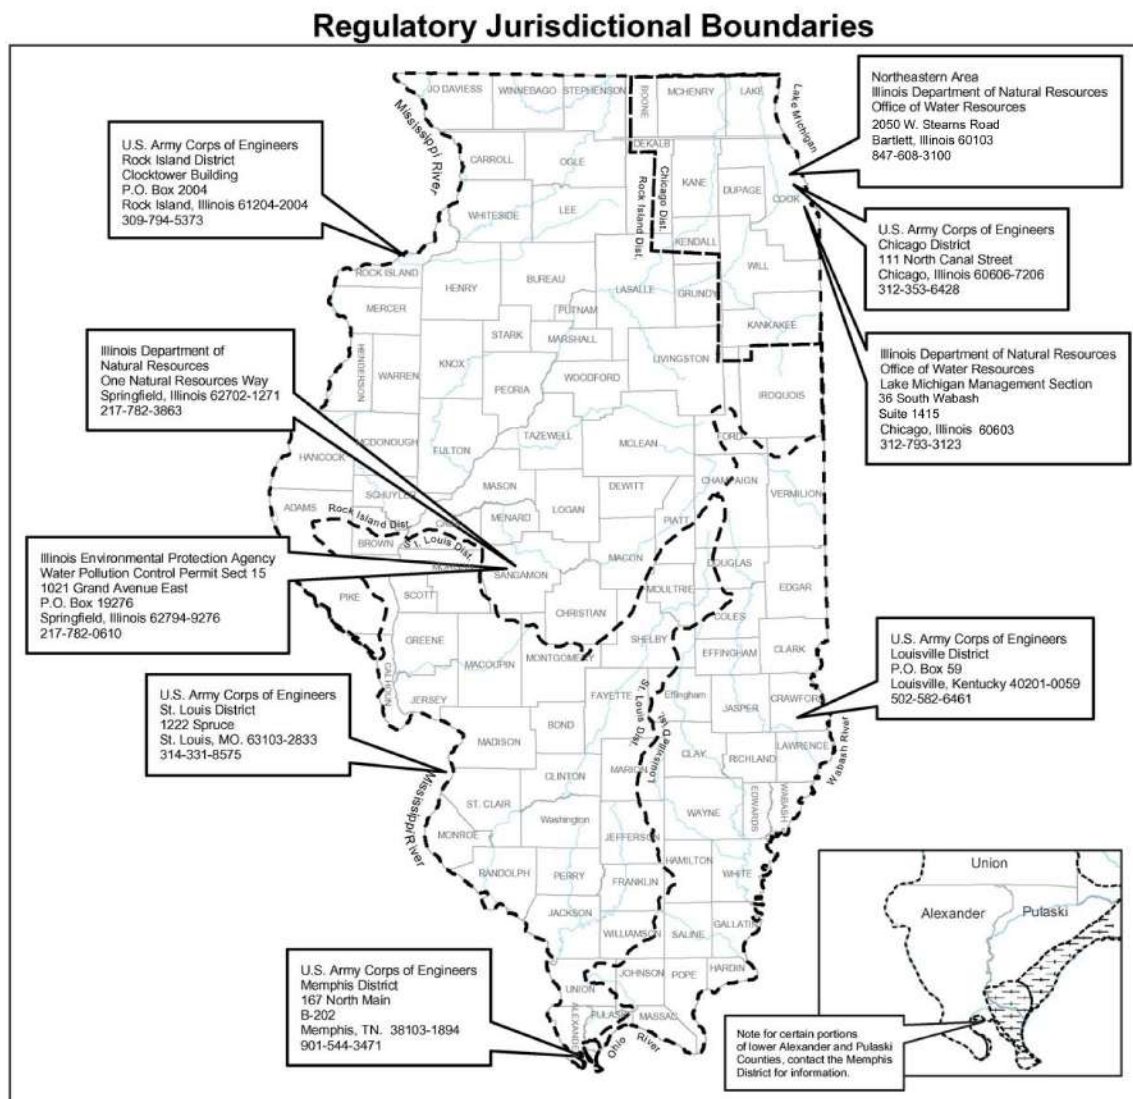 Regulatory Jurisdictional Boundaries
U.S. Army Corps of Engineers
Rock Island District
Clocktower Building
P.O. Box 2004
Rock Island, Illinois 61204-2004
309-794-5373
Northeastern Area
Illinois Department of Natural Resources
Office of Water Resources
2050 W. Stearns Road
Bartlett, Illinois 60103
847-608-3100
U.S. Army Corps of Engineers
Chicago District
111 North Canal Street
Chicago, Illinois 60606-7206
312-353-6428
Illinois Department of
Natural Resources
One Natural Resources Way
Springfield, Illinois 62702-1271
217-782-3863
Illinois Department of Natural Resources
Office of Water Resources
Lake Michigan Management Section
36 South Wabash
Suite 1415
Chicago, Illinois 60603
312-793-3123
Illinois Environmental Protection Agency
Water Pollution Control Permit Sect 15
1021 Grand Avenue East
P.O. Box 19276
Springfield, Illinois 62794-9276
217-782-0610
U.S. Army Corps of Engineers
Louisville District
P.O. Box 59
Louisville, Kentucky 40201-0059
502-582-6461
U.S. Army Corps of Engineers
St. Louis District
1222 Spruce
St. Louis, MO. 63103-2833
314-331-8575
U.S. Army Corps of Engineers
Memphis District
167 North Main
B-202
Memphis, TN. 38103-1894
901-544-3471
JO DAVIESS
WINNEBAGO
STEPHENSON
BOONE
MCHENRY
LAKE
Lake Michigan
Mississippi River
CARROLL
OGLE
DEKALB
KANE
DUPAGE
COOK
Rock Island Dist.
Chicago Dist.
WHITESIDE
LEE
KENDALL
WILL
ROCK ISLAND
HENRY
BUREAU
LASALLE
GRUNDY
MERCER
PUTNAM
KANKAKEE
STARK
MARSHALL
LIVINGSTON
HENDERSON
WARREN
KNOX
PEORIA
WOODFORD
IROQUOIS
MCDONOUGH
FULTON
TAZEWELL
MCLEAN
FORD
HANCOCK
SCHUYLER
MASON
DEWITT
CHAMPAIGN
VERMILION
ADAMS
Rock Island Dist.
MENARD
LOGAN
PIATT
BROWN
St. Louis Dist.
SANGAMON
MACON
DOUGLAS
PIKE
SCOTT
CHRISTIAN
MOULTRIE
EDGAR
GREENE
COLES
SHELBY
MACOUPIN
MONTGOMERY
EFFINGHAM
CLARK
CALHOUN
JERSEY
FAYETTE
St. Louis Dist.
Louisville Dist.
Effingham
JASPER
CRAWFORD
BOND
MADISON
CLAY
RICHLAND
LAWRENCE
Wabash River
CLINTON
MARION
Mississippi River
ST. CLAIR
Washington
WAYNE
EDWARDS
WABASH
MONROE
JEFFERSON
RANDOLPH
PERRY
HAMILTON
WHITE
FRANKLIN
JACKSON
WILLIAMSON
SALINE
GALLATIN
UNION
JOHNSON
POPE
HARDIN
ALEXANDER
PULASKI
MASSAC
Ohio River
Union
Alexander
Pulaski
Note for certain portions
of lower Alexander and Pulaski
Counties, contact the Memphis
District for information.